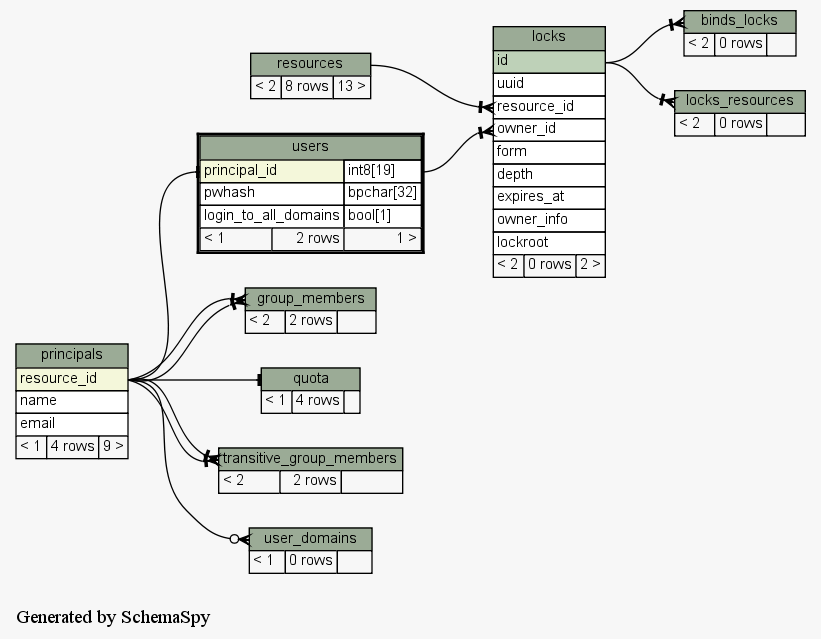 binds_locks
< 2 0 rows
locks
id
uuid
resource_id
owner_id
form
depth
expires_at
owner_info
lockroot
< 2 0 rows 2 >
resources
< 2 8 rows 13 >
locks_resources
< 2 0 rows
users
principal_id int8[19]
pwhash bpchar[32]
login_to_all_domains bool[1]
< 1 2 rows 1 >
group_members
< 2 2 rows
principals
resource_id
name
email
< 1 4 rows 9 >
quota
< 1 4 rows
transitive_group_members
< 2 2 rows
user_domains
< 1 0 rows
Generated by SchemaSpy